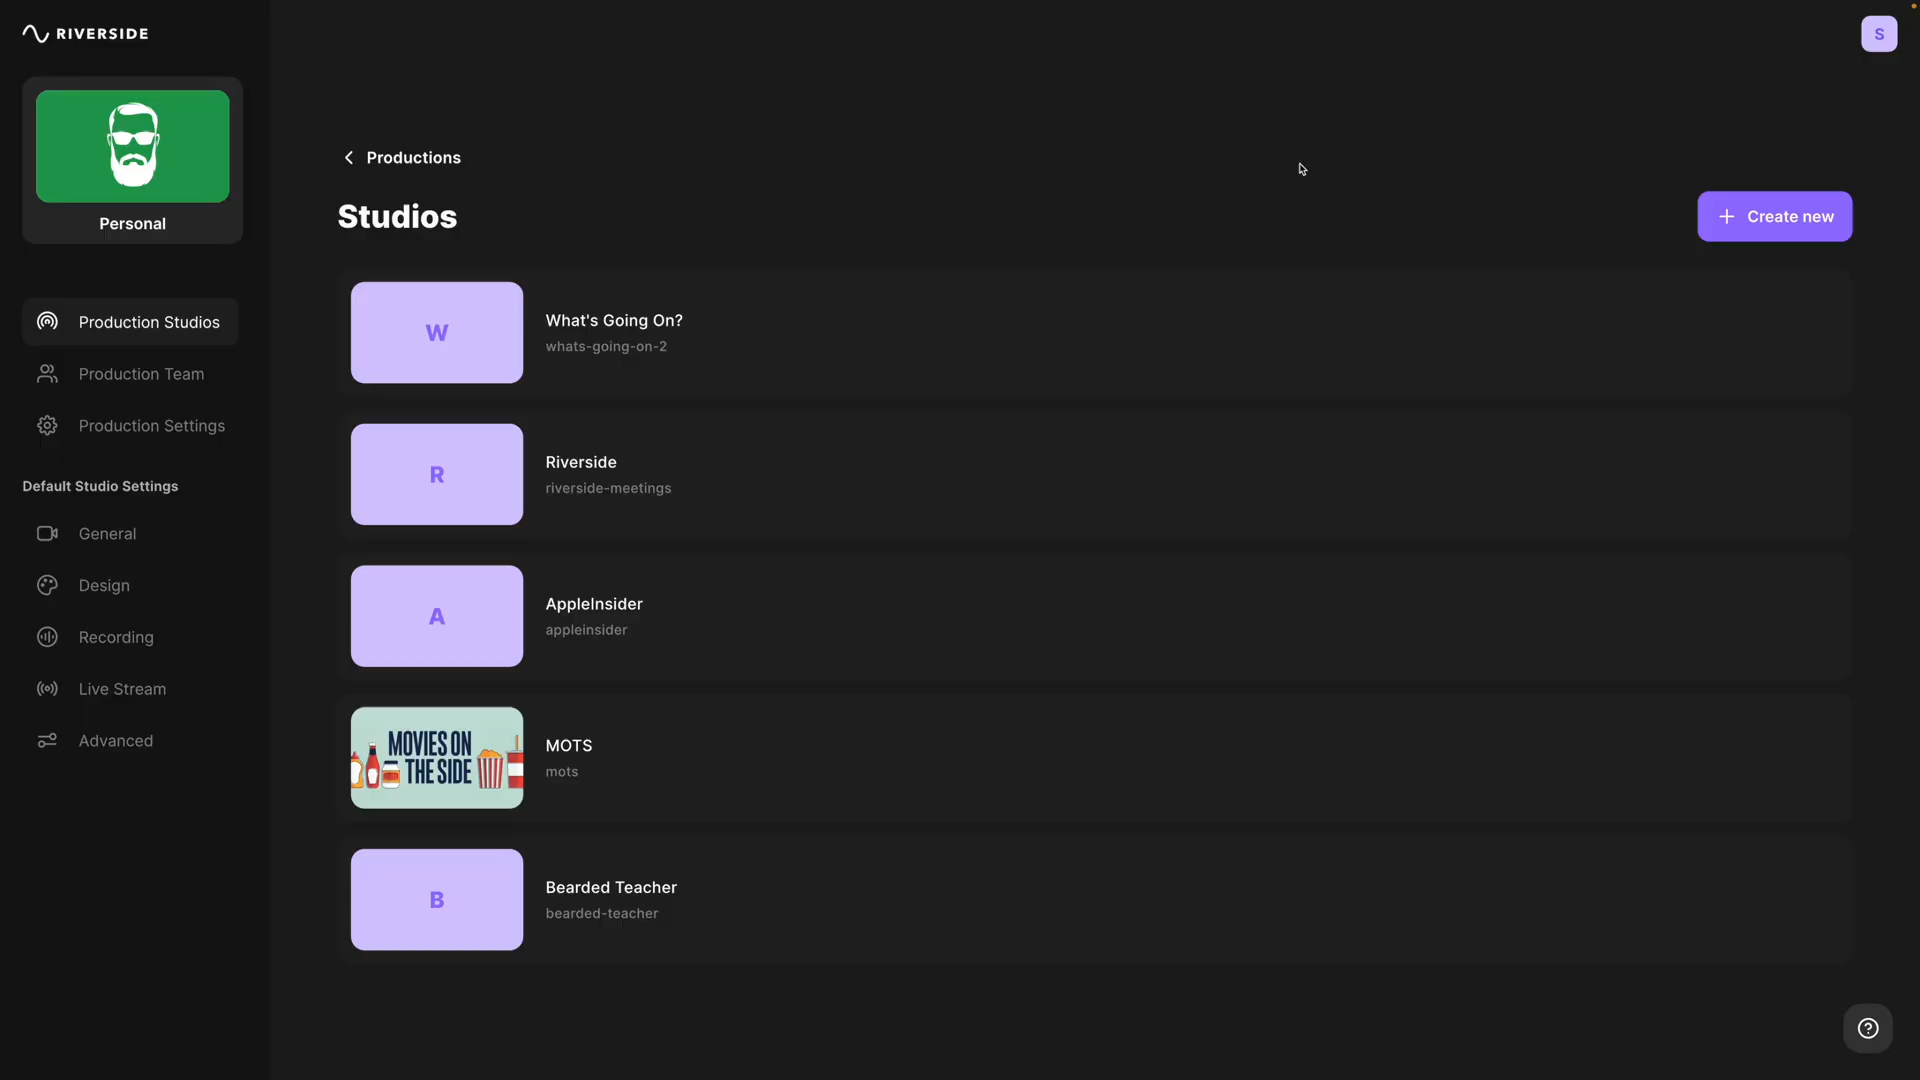 RIVERSIDE
S
Personal
Production Studios
Production Team
Production Settings
Default Studio Settings
General
Design
Recording
Live Stream
Advanced
Productions
Studios
Create new
W
What's Going On?
whats-going-on-2
R
Riverside
riverside-meetings
A
AppleInsider
appleinsider
MOVIES ON
THE SIDE
MOTS
mots
B
Bearded Teacher
bearded-teacher